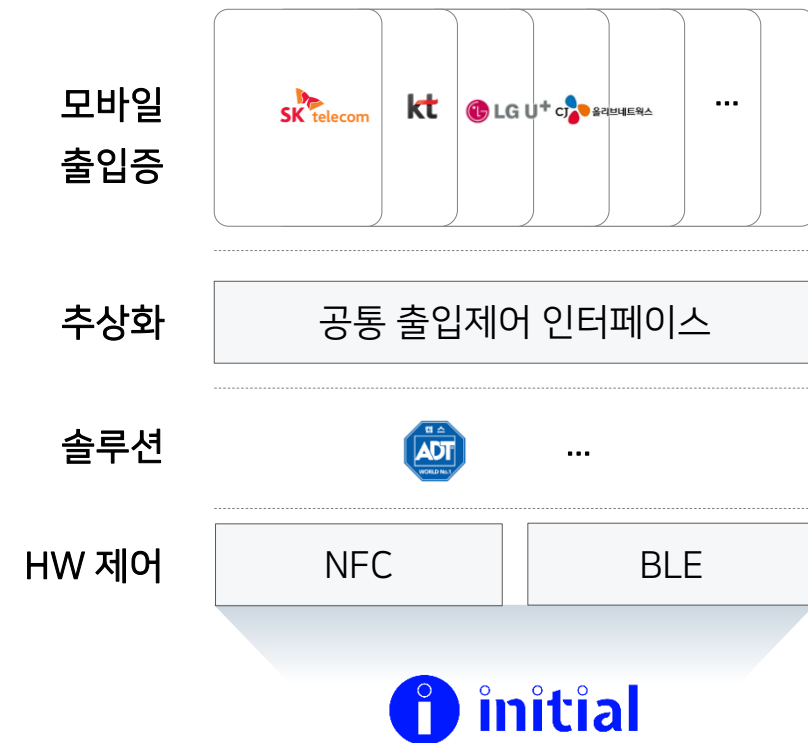 모바일
출입증
SK telecom
kt
LG U+
CJ 올리브네트웍스
...
추상화
공통 출입제어 인터페이스
솔루션
캡스
ADT
WORLD No.1
...
HW 제어
NFC
BLE
initial